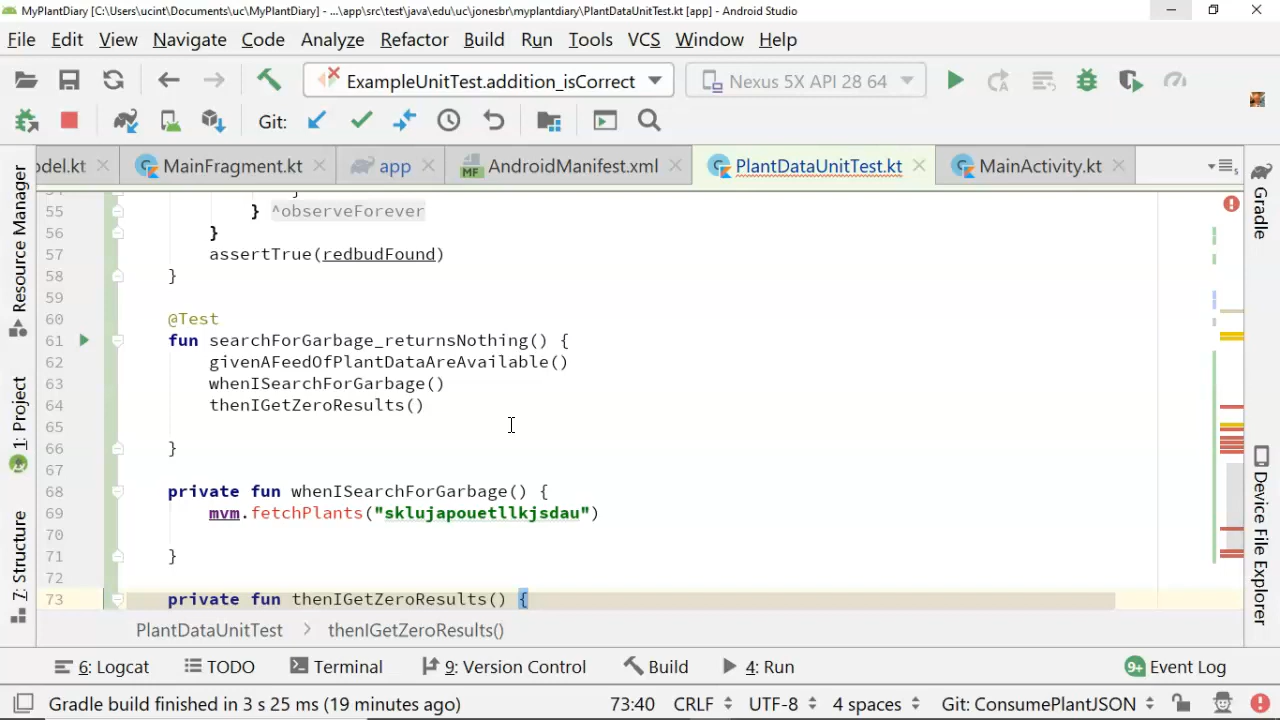 MyPlantDiary [C:\Users\ucint\Documents\uc\MyPlantDiary] - ...\app\src\test\java\edu\uc\jonesbr\myplantdiary\PlantDataUnitTest.kt [app] - Android Studio
File Edit View Navigate Code Analyze Refactor Build Run Tools VCS Window Help
ExampleUnitTest.addition_isCorrect Nexus 5X API 28 64
Git:
odel.kt MainFragment.kt app AndroidManifest.xml PlantDataUnitTest.kt MainActivity.kt
55 } ^observeForever
56 }
57 assertTrue(redbudFound)
58 }
59
60 @Test
61 fun searchForGarbage_returnsNothing() {
62 givenAFeedOfPlantDataAreAvailable()
63 whenISearchForGarbage()
64 thenIGetZeroResults()
65
66 }
67
68 private fun whenISearchForGarbage() {
69 mvm.fetchPlants("sklujapouetllkjsdau")
70
71 }
72
73 private fun thenIGetZeroResults() {
PlantDataUnitTest > thenIGetZeroResults()
Resource Manager
1: Project
7: Structure
Gradle
Device File Explorer
6: Logcat TODO Terminal 9: Version Control Build 4: Run 9+ Event Log
Gradle build finished in 3 s 25 ms (19 minutes ago) 73:40 CRLF UTF-8 4 spaces Git: ConsumePlantJSON